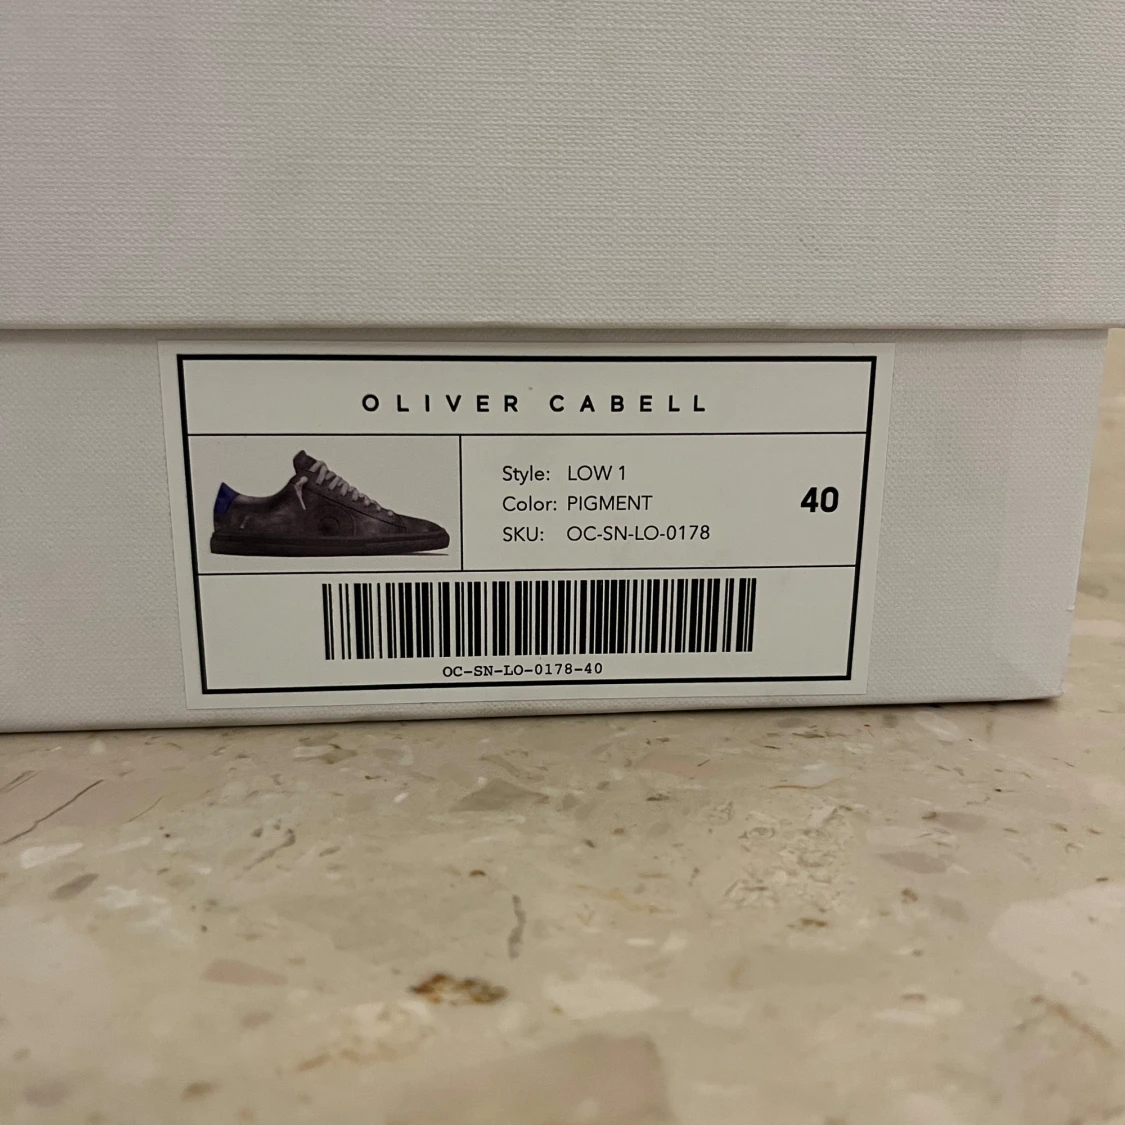 OLIVER CABELL
Style: LOW 1
Color: PIGMENT
SKU: OC-SN-LO-0178
40
OC-SN-LO-0178-40